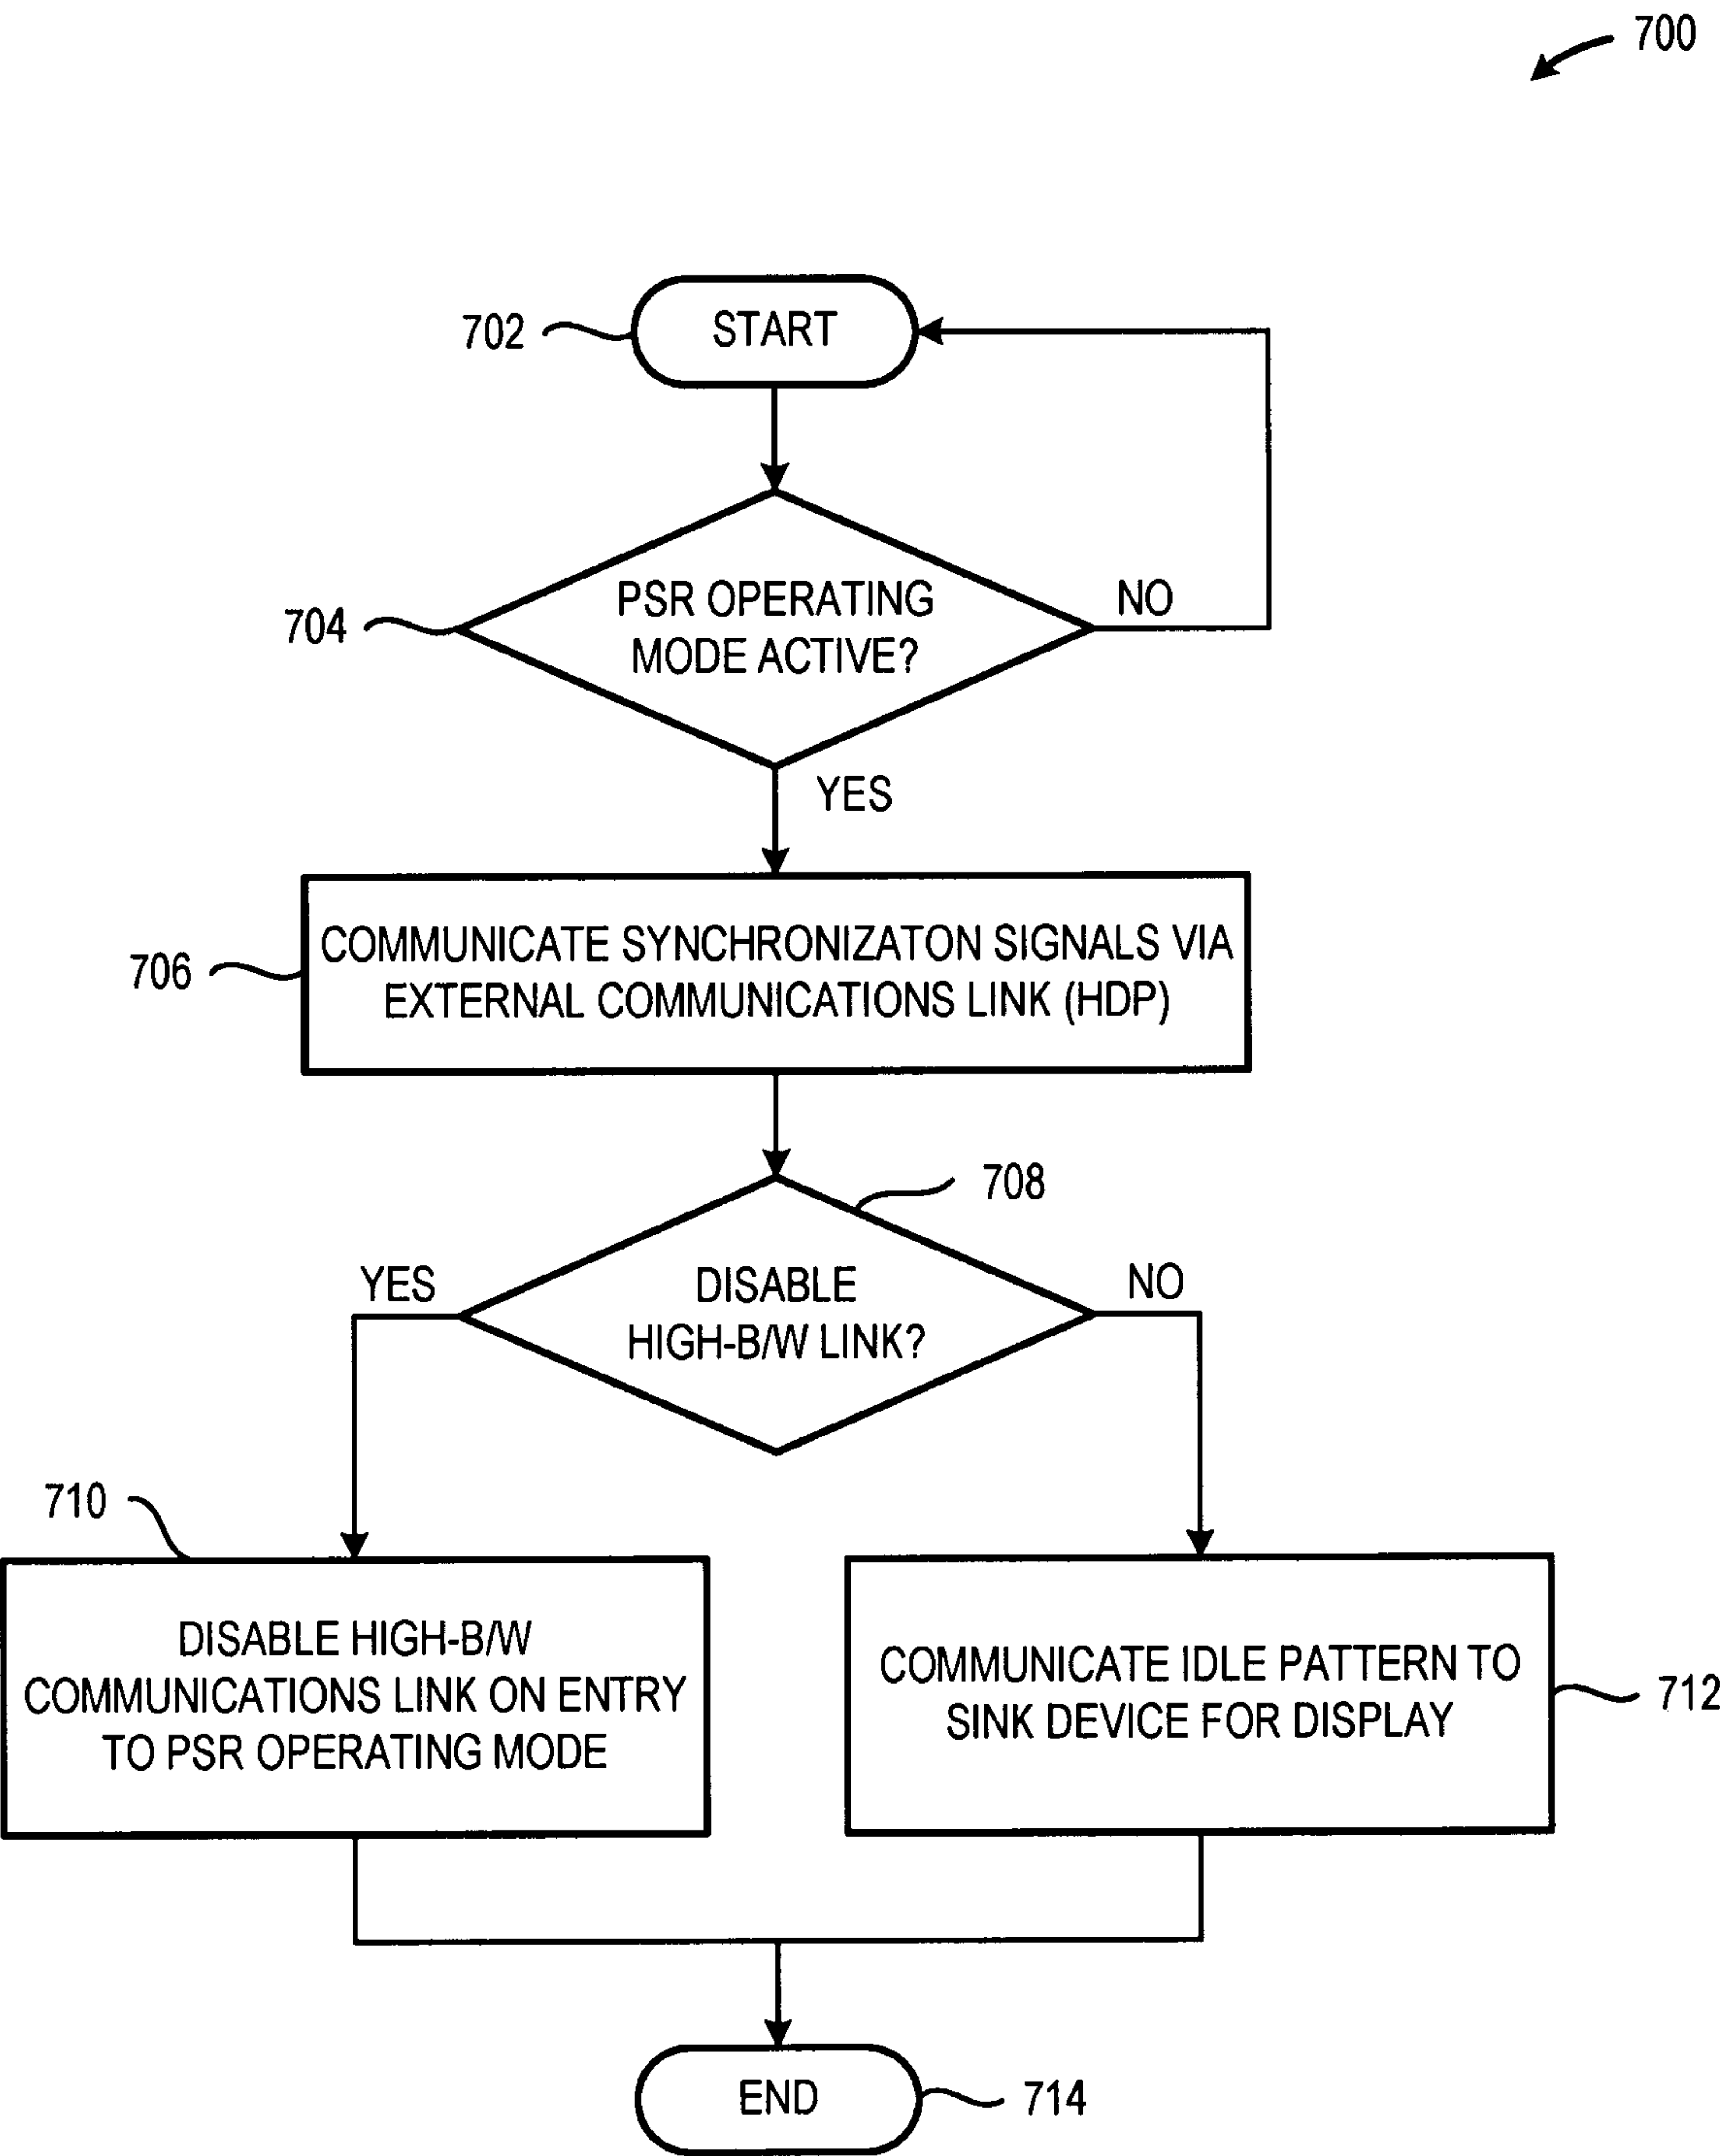 700
702
START
704
PSR OPERATING
MODE ACTIVE?
NO
YES
706
COMMUNICATE SYNCHRONIZATON SIGNALS VIA
EXTERNAL COMMUNICATIONS LINK (HDP)
708
YES
DISABLE
HIGH-B/W LINK?
NO
710
DISABLE HIGH-B/W
COMMUNICATIONS LINK ON ENTRY
TO PSR OPERATING MODE
COMMUNICATE IDLE PATTERN TO
SINK DEVICE FOR DISPLAY
712
END
714